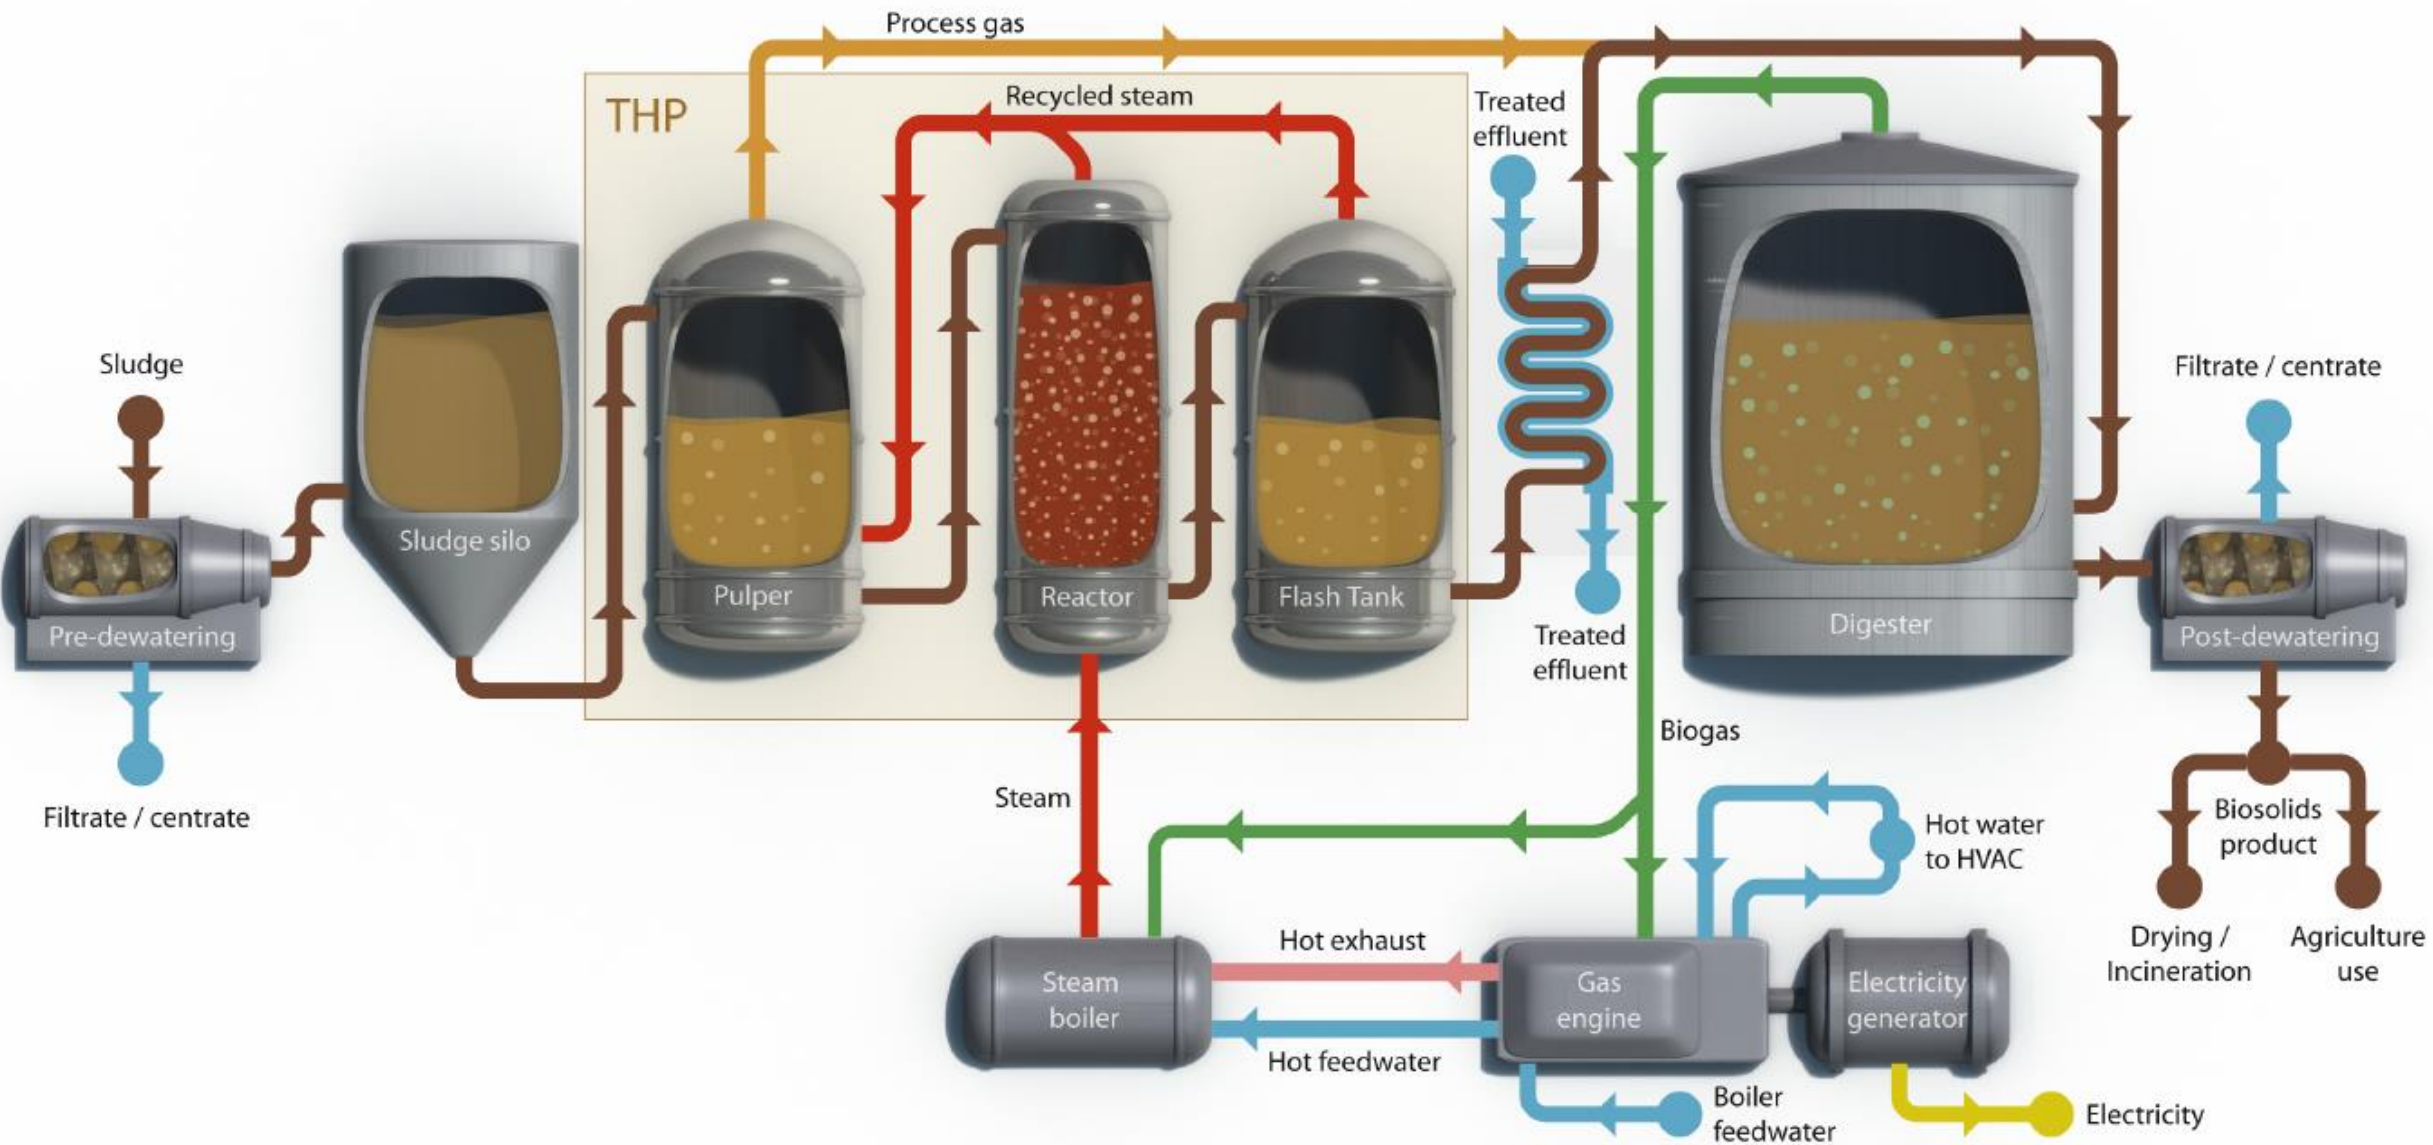 Process gas
THP
Recycled steam
Treated
effluent
Sludge
Filtrate / centrate
Sludge silo
Pulper
Reactor
Flash Tank
Digester
Pre-dewatering
Post-dewatering
Treated
effluent
Biogas
Steam
Filtrate / centrate
Biosolids
product
Hot water
to HVAC
Hot exhaust
Drying /
Incineration
Agriculture
use
Steam
boiler
Gas
engine
Electricity
generator
Hot feedwater
Boiler
feedwater
Electricity